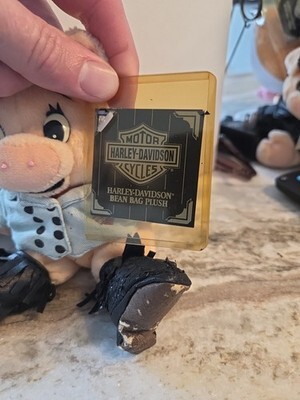 MOTOR
HARLEY-DAVIDSON
CYCLES
HARLEY-DAVIDSON®
BEAN BAG PLUSH